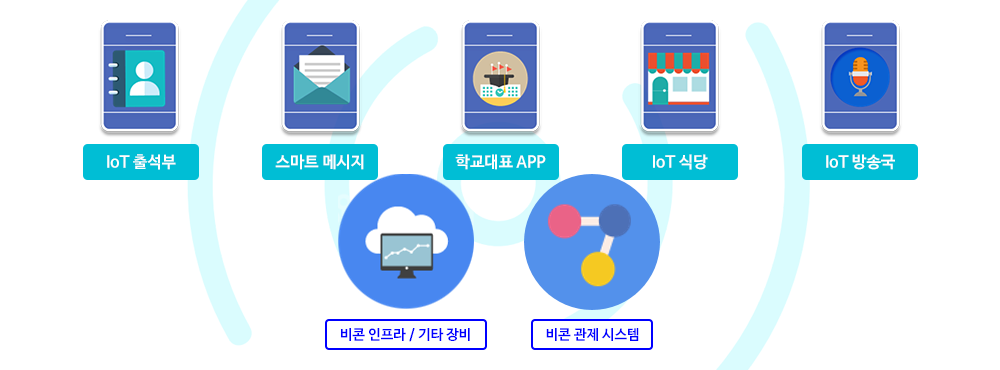 IoT 출석부
스마트 메시지
학교대표 APP
IoT 식당
IoT 방송국
비콘 인프라 / 기타 장비
비콘 관제 시스템